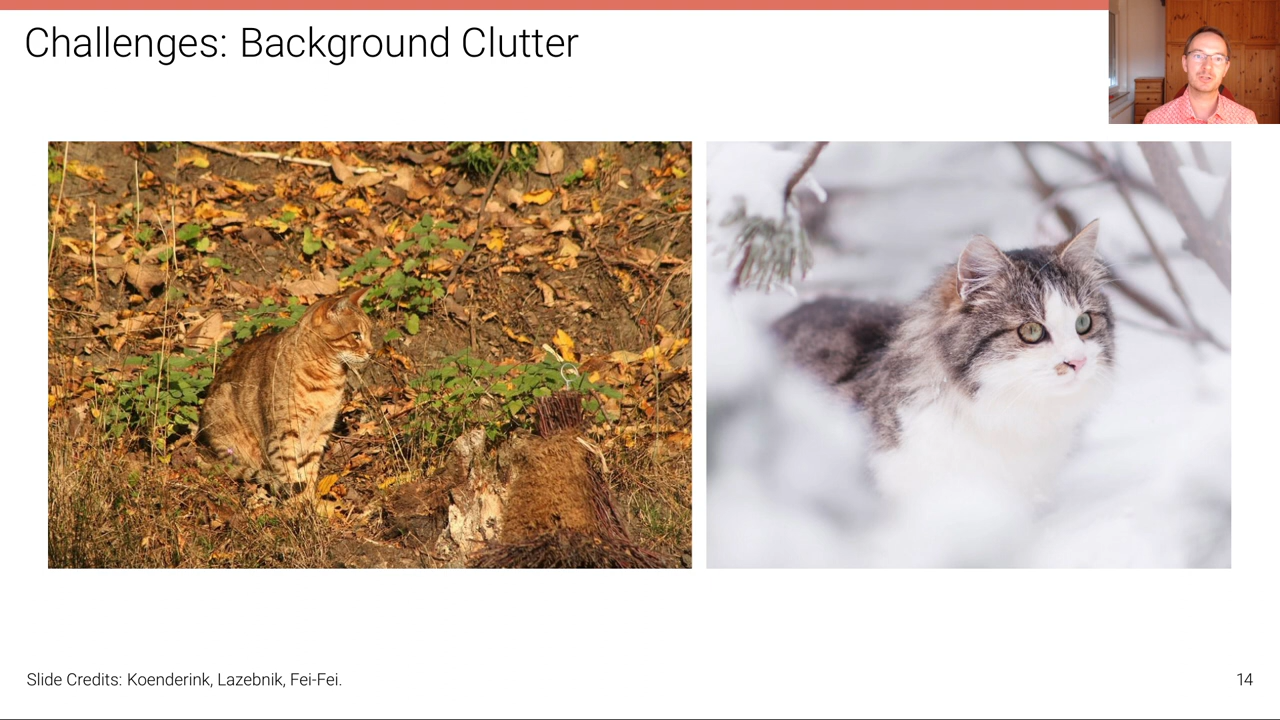 Challenges: Background Clutter
Slide Credits: Koenderink, Lazebnik, Fei-Fei.
14